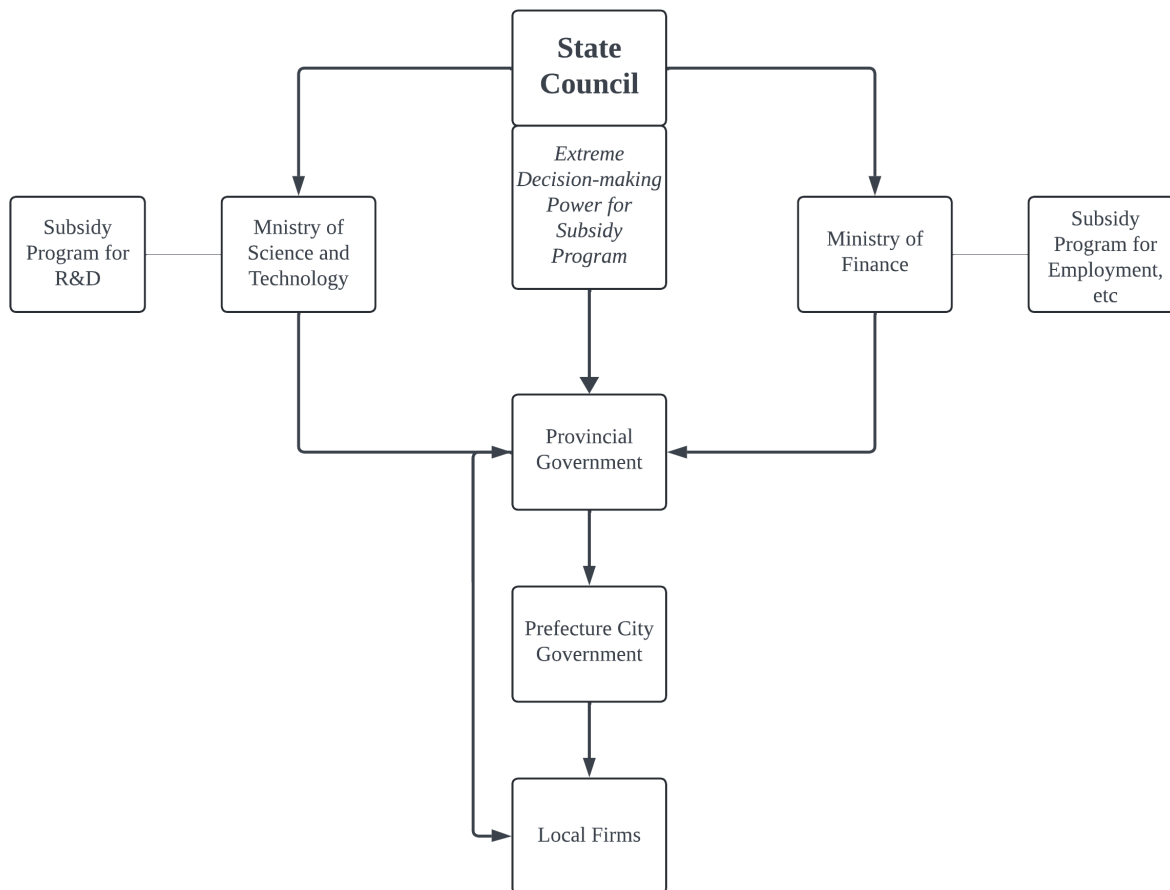 State
Council
Extreme
Decision-making
Power for
Subsidy
Program
Subsidy
Program for
R&D
Mnistry of
Science and
Technology
Ministry of
Finance
Subsidy
Program for
Employment,
etc
Provincial
Government
Prefecture City
Government
Local Firms